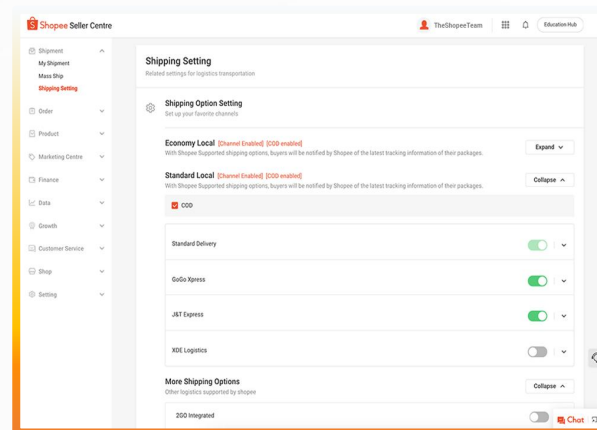 Shopee Seller Centre
TheShopeeTeam
Education Hub
Shipment
My Shipment
Mass Ship
Shipping Setting
Order
Product
Marketing Centre
Finance
Data
Growth
Customer Service
Shop
Setting
Shipping Setting
Related settings for logistics transportation
Shipping Option Setting
Set up your favorite channels
Economy Local [Channel Enabled] [COD enabled]
With Shopee Supported shipping options, buyers will be notified by Shopee of the latest tracking information of their packages.
Expand
Standard Local [Channel Enabled] [COD enabled]
With Shopee Supported shipping options, buyers will be notified by Shopee of the latest tracking information of their packages.
Collapse
COD
Standard Delivery
GoGo Xpress
J&T Express
XDE Logistics
More Shipping Options
Other logistics supported by shopee
Collapse
2GO Integrated
Chat